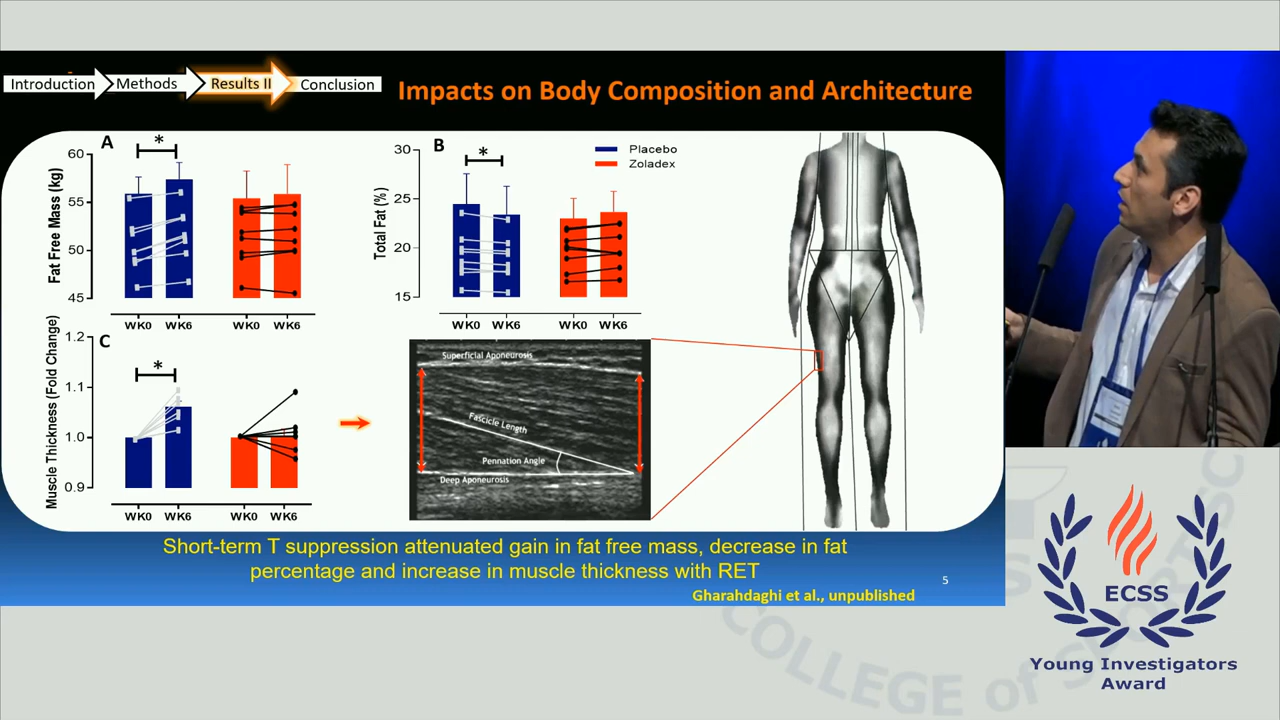 Introduction
Methods
Results II
Conclusion
Impacts on Body Composition and Architecture
A
*
60
55
50
45
Fat Free Mass (kg)
WK0
WK6
WK0
WK6
B
*
30
25
20
15
Total Fat (%)
Placebo
Zoladex
WK0
WK6
WK0
WK6
C
*
1.2
1.1
1.0
0.9
Muscle Thickness (Fold Change)
WK0
WK6
WK0
WK6
Superficial Aponeurosis
Fascicle Length
Pennation Angle
Deep Aponeurosis
Short-term T suppression attenuated gain in fat free mass, decrease in fat
percentage and increase in muscle thickness with RET
5
Gharahdaghi et al., unpublished
ECSS
Young Investigators
Award
COLLEGE of